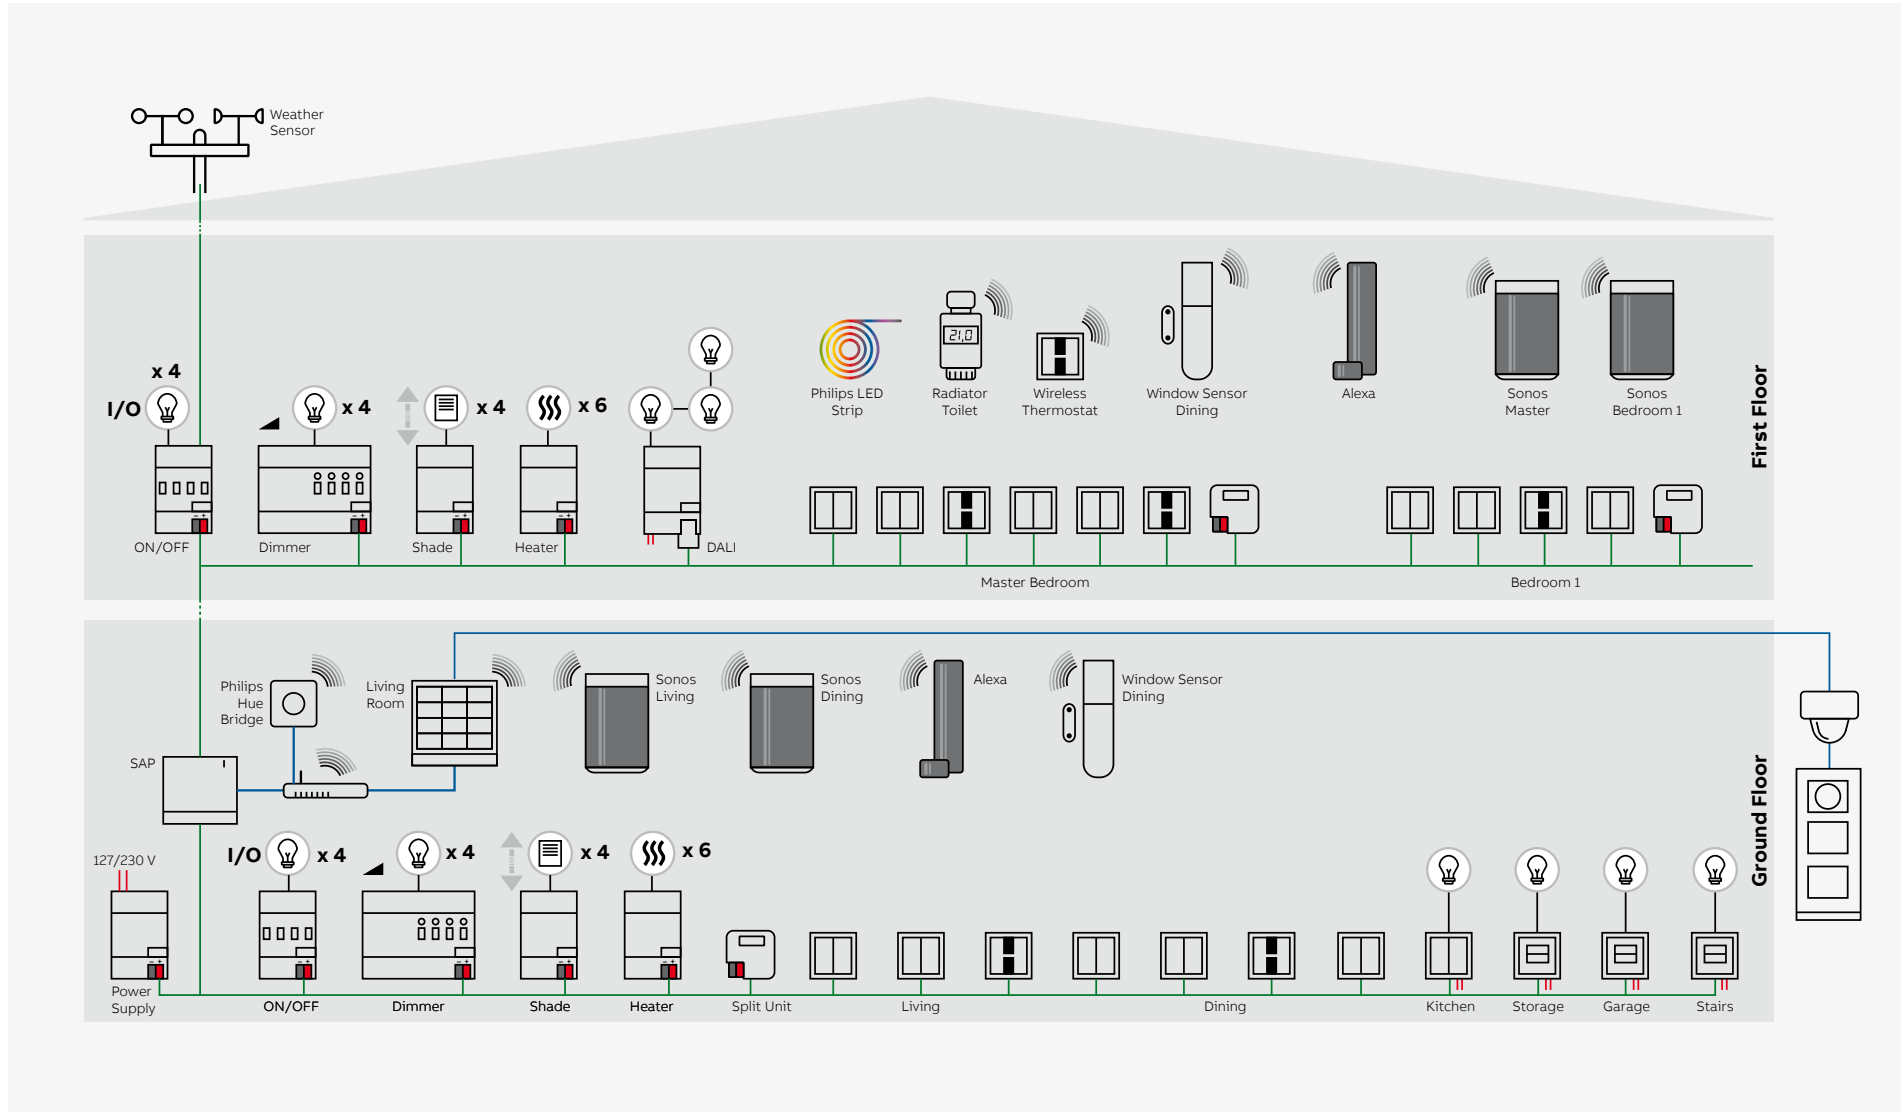 Weather
Sensor
First Floor
x 4
I/O
x 4
x 4
x 6
21,0
Philips LED
Strip
Radiator
Toilet
Wireless
Thermostat
Window Sensor
Dining
Alexa
Sonos
Master
Sonos
Bedroom 1
- +
- +
- +
- +
ON/OFF
Dimmer
Shade
Heater
DALI
Master Bedroom
Bedroom 1
Ground Floor
Philips
Hue
Bridge
Living
Room
Sonos
Living
Sonos
Dining
Alexa
Window Sensor
Dining
SAP
127/230 V
I/O
x 4
x 4
x 4
x 6
- +
- +
- +
- +
- +
Power
Supply
ON/OFF
Dimmer
Shade
Heater
Split Unit
Living
Dining
Kitchen
Storage
Garage
Stairs